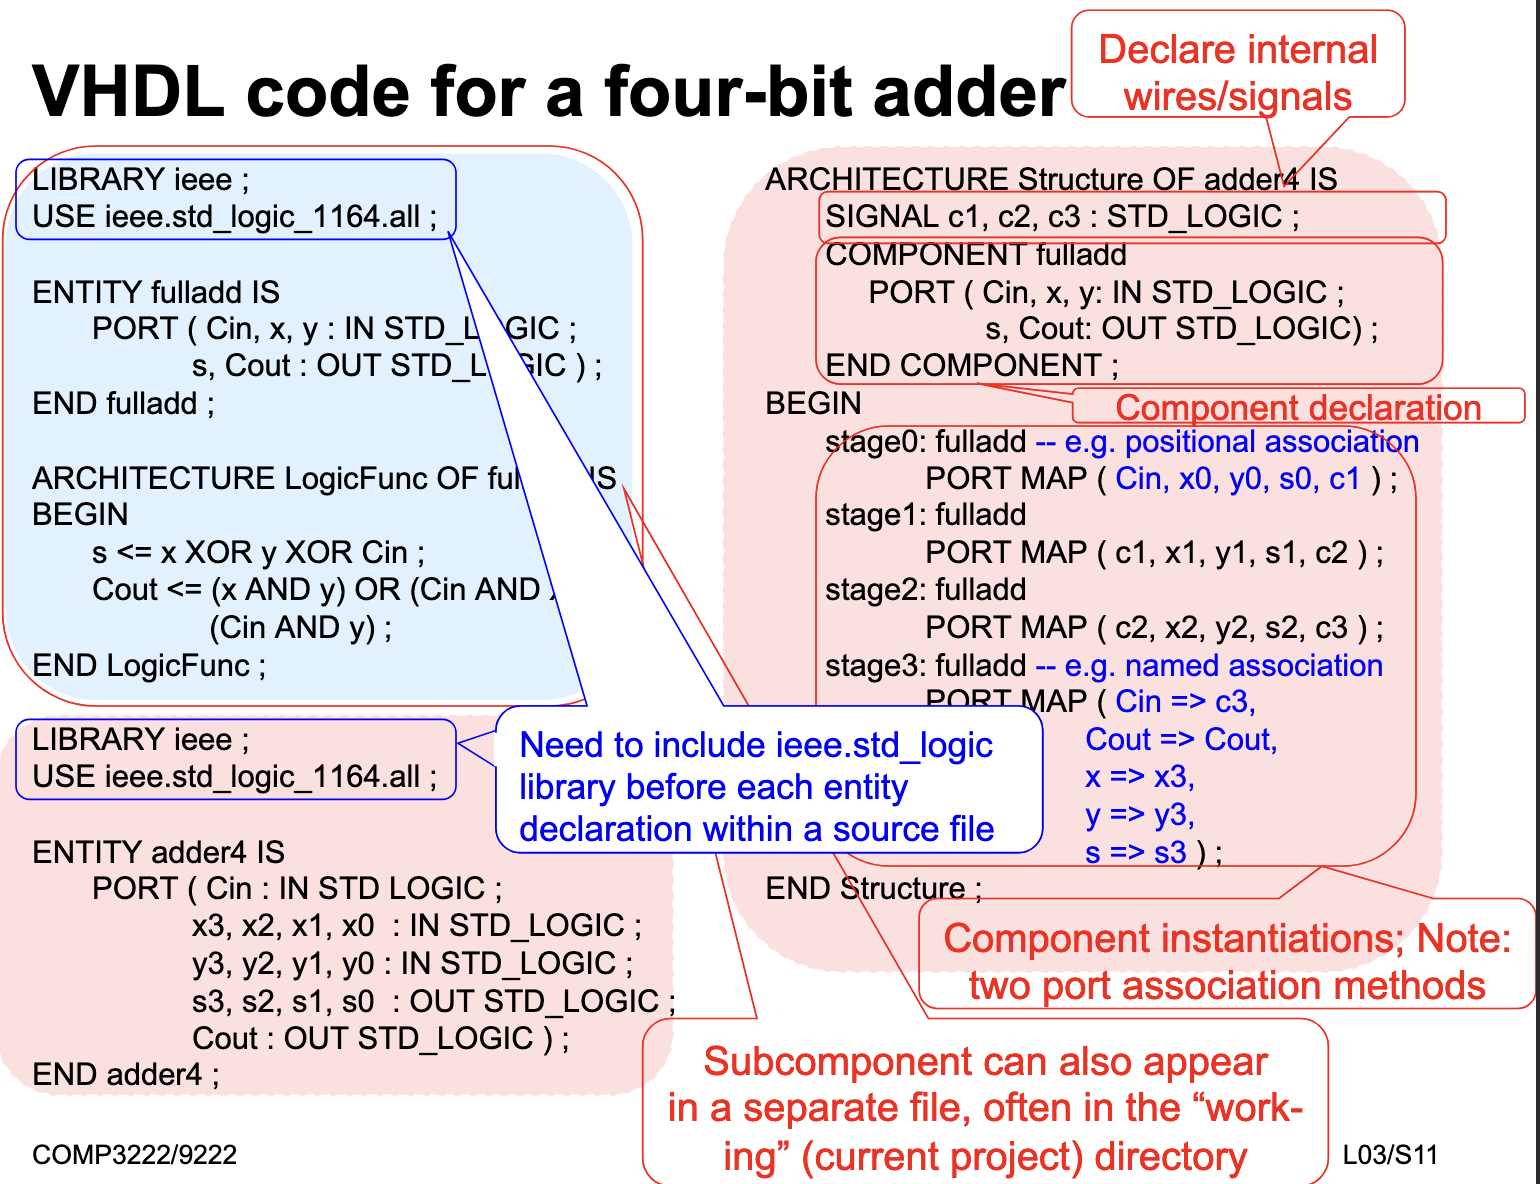 VHDL code for a four-bit adder
Declare internal
wires/signals
LIBRARY ieee ;
USE ieee.std_logic_1164.all ;
ENTITY fulladd IS
PORT ( Cin, x, y : IN STD_L GIC ;
s, Cout : OUT STD_L GIC ) ;
END fulladd ;
ARCHITECTURE LogicFunc OF ful IS
BEGIN
s <= x XOR y XOR Cin ;
Cout <= (x AND y) OR (Cin AND
(Cin AND y) ;
END LogicFunc ;
LIBRARY ieee ;
USE ieee.std_logic_1164.all ;
ENTITY adder4 IS
PORT ( Cin : IN STD LOGIC ;
x3, x2, x1, x0 : IN STD_LOGIC ;
y3, y2, y1, y0 : IN STD_LOGIC ;
s3, s2, s1, s0 : OUT STD_LOGIC ;
Cout : OUT STD_LOGIC ) ;
END adder4 ;
Need to include ieee.std_logic
library before each entity
declaration within a source file
ARCHITECTURE Structure OF adder4 IS
SIGNAL c1, c2, c3 : STD_LOGIC ;
COMPONENT fulladd
PORT ( Cin, x, y: IN STD_LOGIC ;
s, Cout: OUT STD_LOGIC) ;
END COMPONENT ;
Component declaration
BEGIN
stage0: fulladd -- e.g. positional association
PORT MAP ( Cin, x0, y0, s0, c1 ) ;
stage1: fulladd
PORT MAP ( c1, x1, y1, s1, c2 ) ;
stage2: fulladd
PORT MAP ( c2, x2, y2, s2, c3 ) ;
stage3: fulladd -- e.g. named association
PORT MAP ( Cin => c3,
Cout => Cout,
x => x3,
y => y3,
s => s3 ) ;
END Structure ;
Component instantiations; Note:
two port association methods
Subcomponent can also appear
in a separate file, often in the “work-
ing” (current project) directory
COMP3222/9222
L03/S11